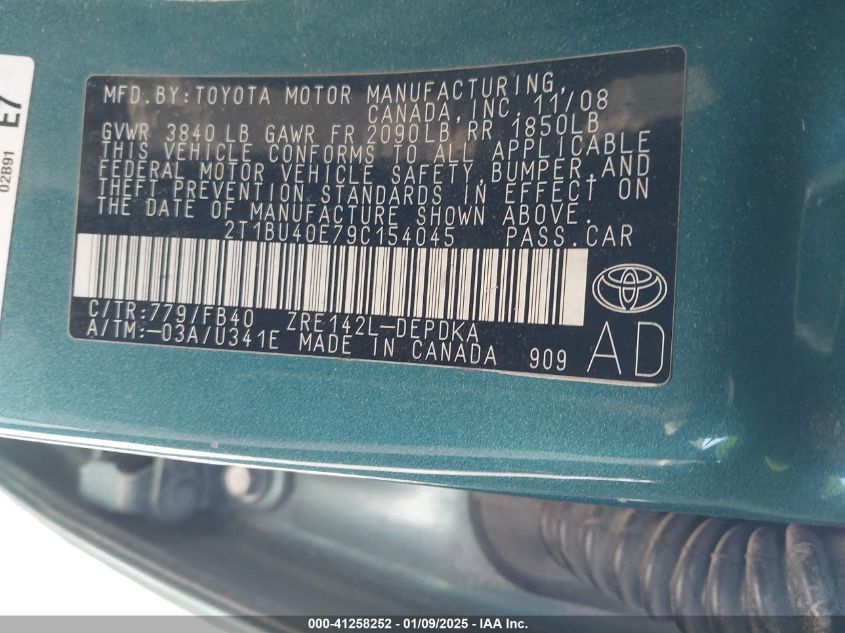 E7
02B91
MFD.BY:TOYOTA MOTOR MANUFACTURING,
CANADA,INC. 11/08
GVWR 3840 LB GAWR FR 2090LB RR 1850LB
THIS VEHICLE CONFORMS TO ALL APPLICABLE
FEDERAL MOTOR VEHICLE SAFETY, BUMPER,AND
THEFT PREVENTION STANDARDS IN EFFECT ON
THE DATE OF MANUFACTURE SHOWN ABOVE.
2T1BU40E79C154045 PASS.CAR
C/TR:779/FB40 ZRE142L-DEPDKA
A/TM:-03A/U341E MADE IN CANADA 909 AD
000-41258252 - 01/09/2025 - IAA Inc.